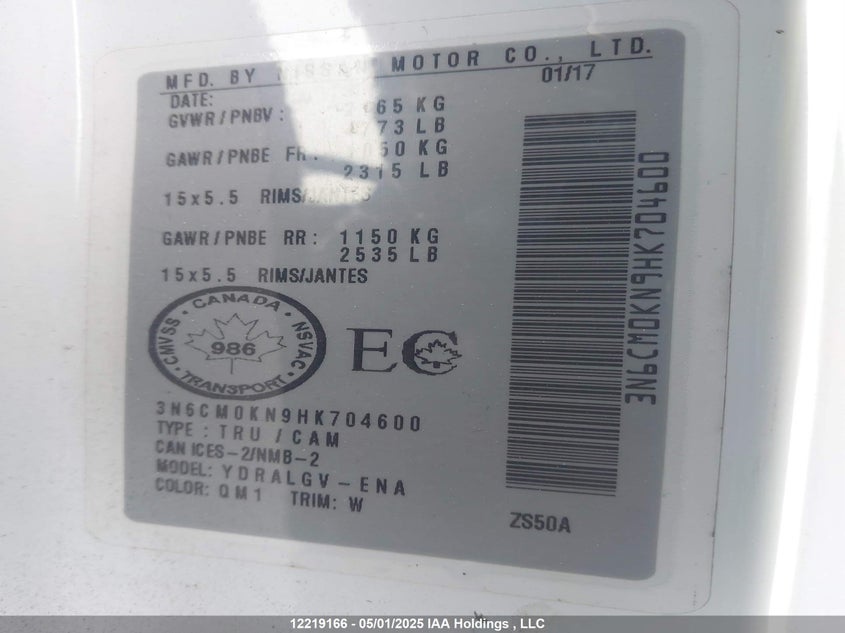 MFD. BY NISSAN MOTOR CO., LTD.
DATE: 01/17
GVWR/PNBV: KG
LB
GAWR/PNBE FR: 1050 KG
2315 LB
15x5.5 RIMS/JANTES
GAWR/PNBE RR: 1150 KG
2535 LB
15x5.5 RIMS/JANTES
CANADA
CMVSS NSVAC
986
TRANSPORT
EC
3N6CM0KN9HK704600
TYPE: TRU / CAM
CAN ICES-2/NMB-2
MODEL: YDRALGV-ENA
COLOR: QM1 TRIM: W
3N6CM0KN9HK704600
ZS50A
12219166 - 05/01/2025 IAA Holdings, LLC